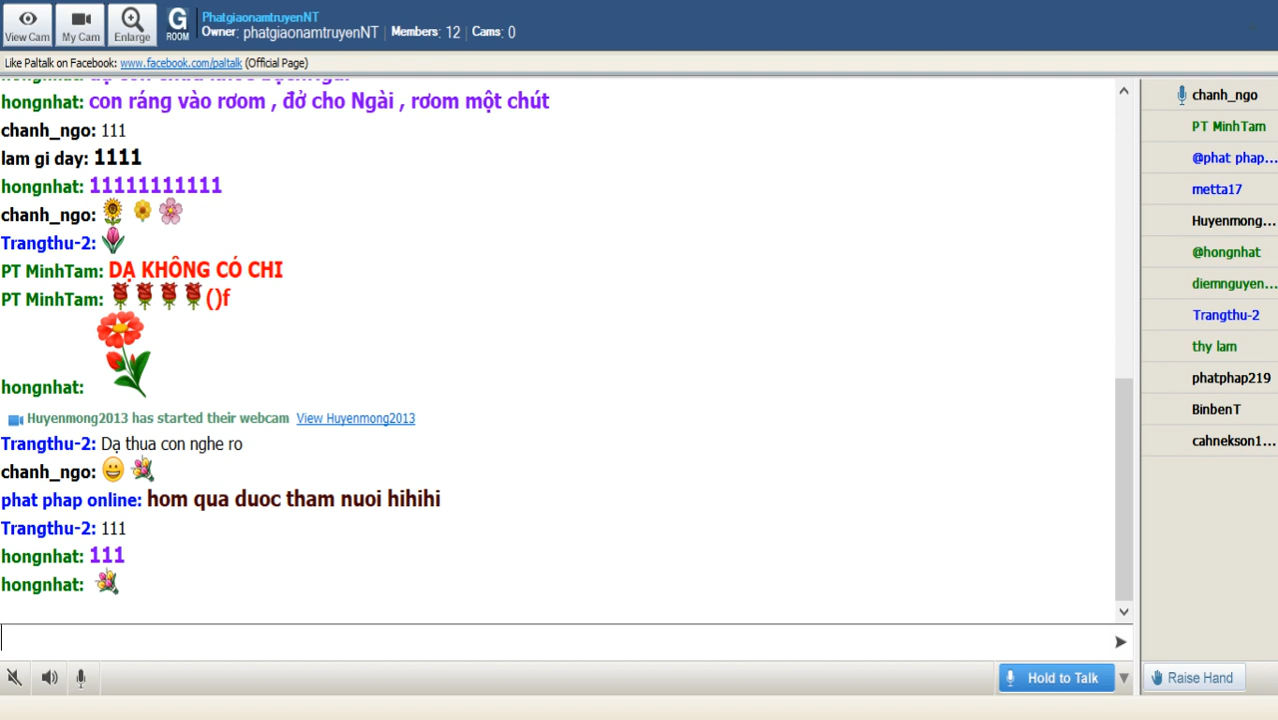 View Cam
My Cam
Enlarge
G
ROOM
PhatgiaonamtruyenNT
Owner: phatgiaonamtruyenNT Members: 12 Cams: 0
Like Paltalk on Facebook: www.facebook.com/paltalk (Official Page)
hongnhat: con ráng vào rơom , đở cho Ngài , rơom một chút
chanh_ngo: 111
lam gi day: 1111
hongnhat: 11111111111
chanh_ngo:
Trangthu-2:
PT MinhTam: DẠ KHÔNG CÓ CHI
PT MinhTam: ()f
hongnhat:
Huyenmong2013 has started their webcam View Huyenmong2013
Trangthu-2: Dạ thua con nghe ro
chanh_ngo:
phat phap online: hom qua duoc tham nuoi hihihi
Trangthu-2: 111
hongnhat: 111
hongnhat:
Hold to Talk
chanh_ngo
PT MinhTam
@phat phap...
metta17
Huyenmong...
@hongnhat
diemnguyen...
Trangthu-2
thy lam
phatphap219
BinbenT
cahnekson1...
Raise Hand